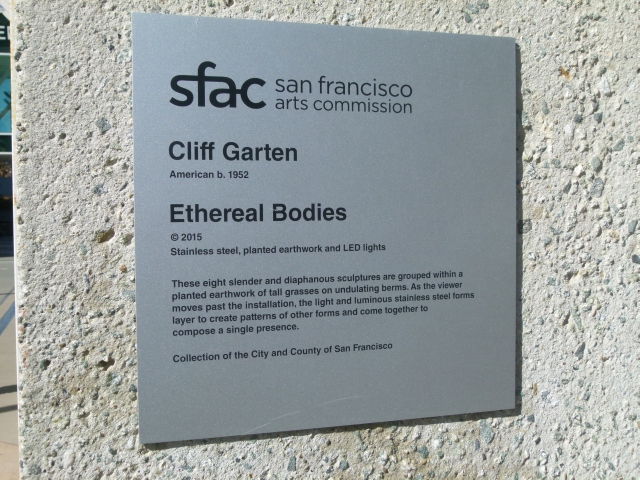 sfac san francisco
arts commission
Cliff Garten
American b. 1952
Ethereal Bodies
© 2015
Stainless steel, planted earthwork and LED lights
These eight slender and diaphanous sculptures are grouped within a
planted earthwork of tall grasses on undulating berms. As the viewer
moves past the installation, the light and luminous stainless steel forms
layer to create patterns of other forms and come together to
compose a single presence.
Collection of the City and County of San Francisco